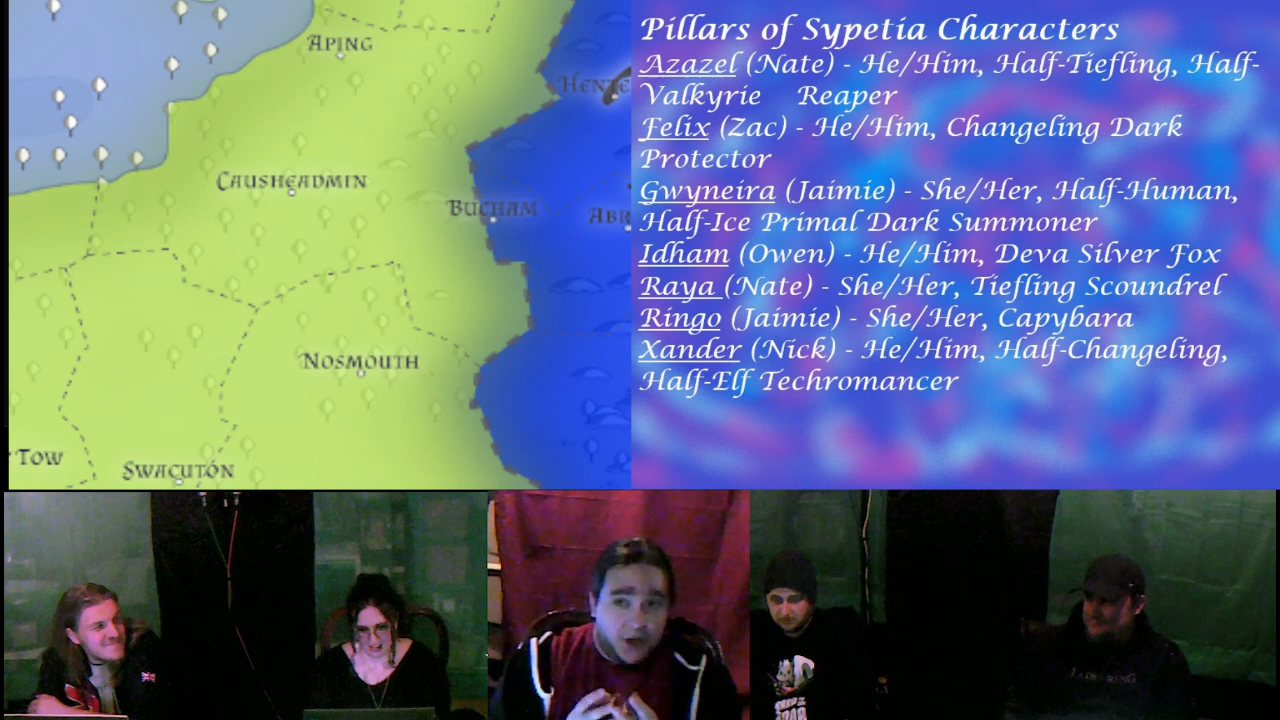 APING
HENTE
CAUSHEADMIN
BUCHAM
ABR
NOSMOUTH
TOW
SWACUTON
Pillars of Sypetia Characters
Azazel (Nate) - He/Him, Half-Tiefling, Half-
Valkyrie Reaper
Felix (Zac) - He/Him, Changeling Dark
Protector
Gwyneira (Jaimie) - She/Her, Half-Human,
Half-Ice Primal Dark Summoner
Idham (Owen) - He/Him, Deva Silver Fox
Raya (Nate) - She/Her, Tiefling Scoundrel
Ringo (Jaimie) - She/Her, Capybara
Xander (Nick) - He/Him, Half-Changeling,
Half-Elf Techromancer